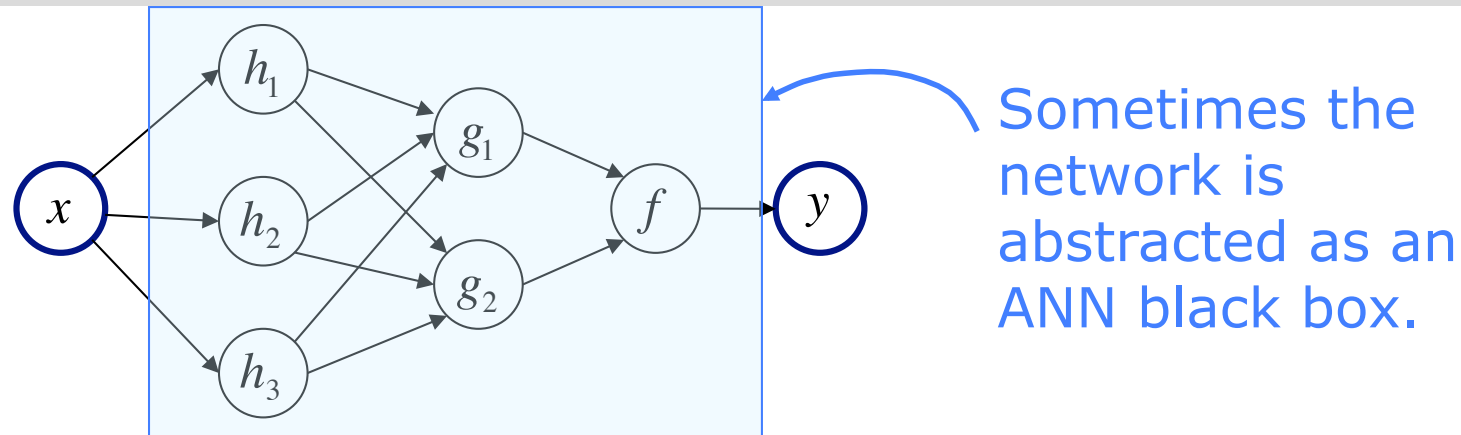 h₁
g₁
x
h₂
f
y
g₂
h₃
Sometimes the
network is
abstracted as an
ANN black box.